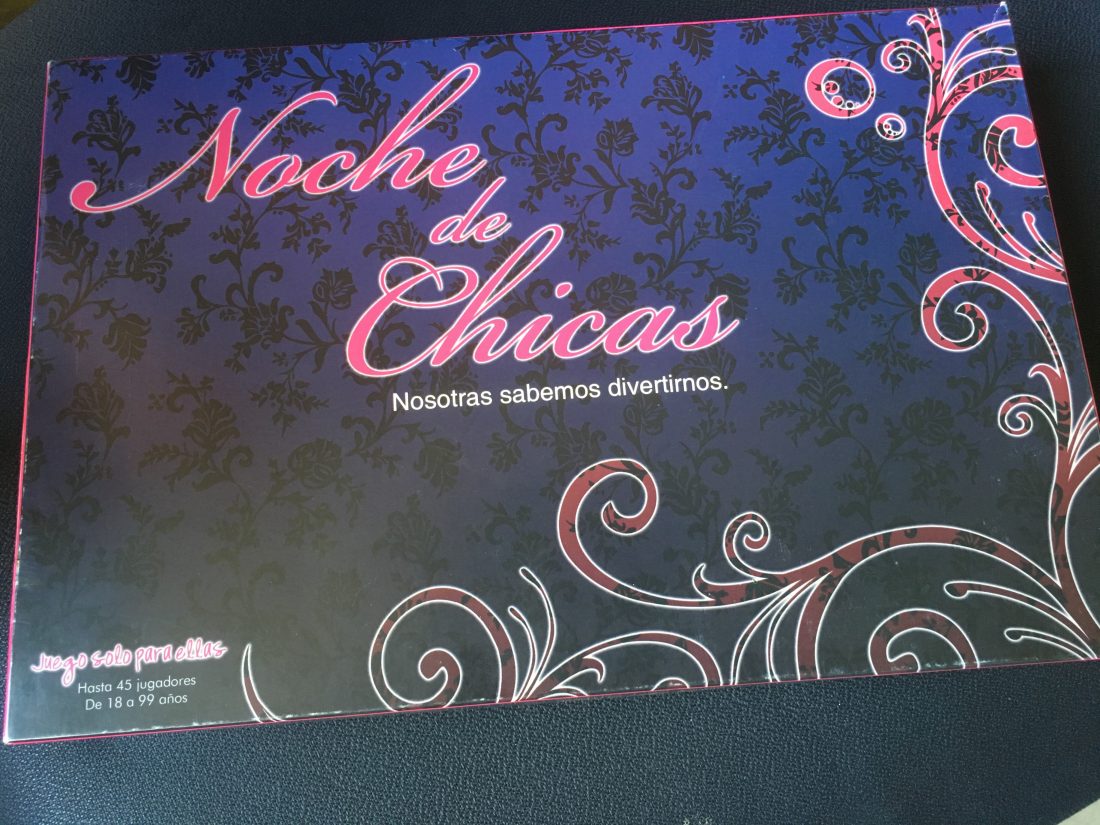 Noche
de
Chicas
Nosotras sabemos divertirnos.
Juego solo para ellas
Hasta 45 jugadores
De 18 a 99 años